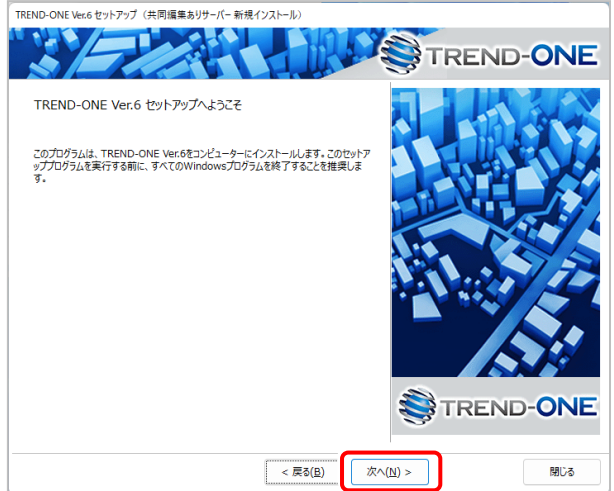 TREND-ONE Ver.6 セットアップ（共同編集ありサーバー 新規インストール）
TREND-ONE
TREND-ONE Ver.6 セットアップへようこそ
このプログラムは、TREND-ONE Ver.6をコンピューターにインストールします。このセットア
ッププログラムを実行する前に、すべてのWindowsプログラムを終了することを推奨しま
す。
TREND-ONE
< 戻る(B)
次へ(N) >
閉じる